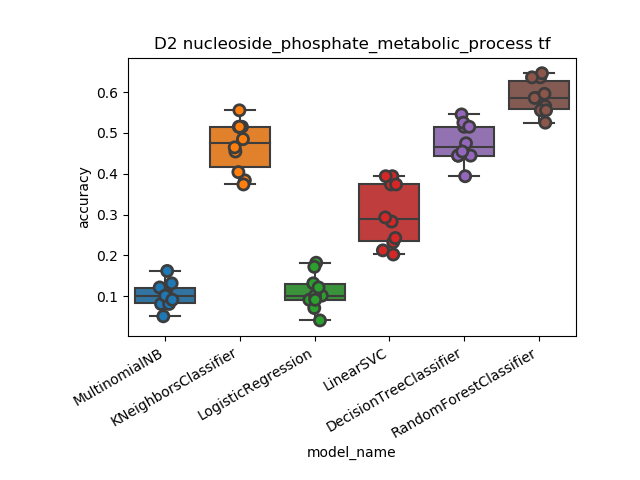 D2 nucleoside_phosphate_metabolic_process tf
accuracy
0.6
0.5
0.4
0.3
0.2
0.1
MultinomialNB
KNeighborsClassifier
LogisticRegression
LinearSVC
DecisionTreeClassifier
RandomForestClassifier
model_name